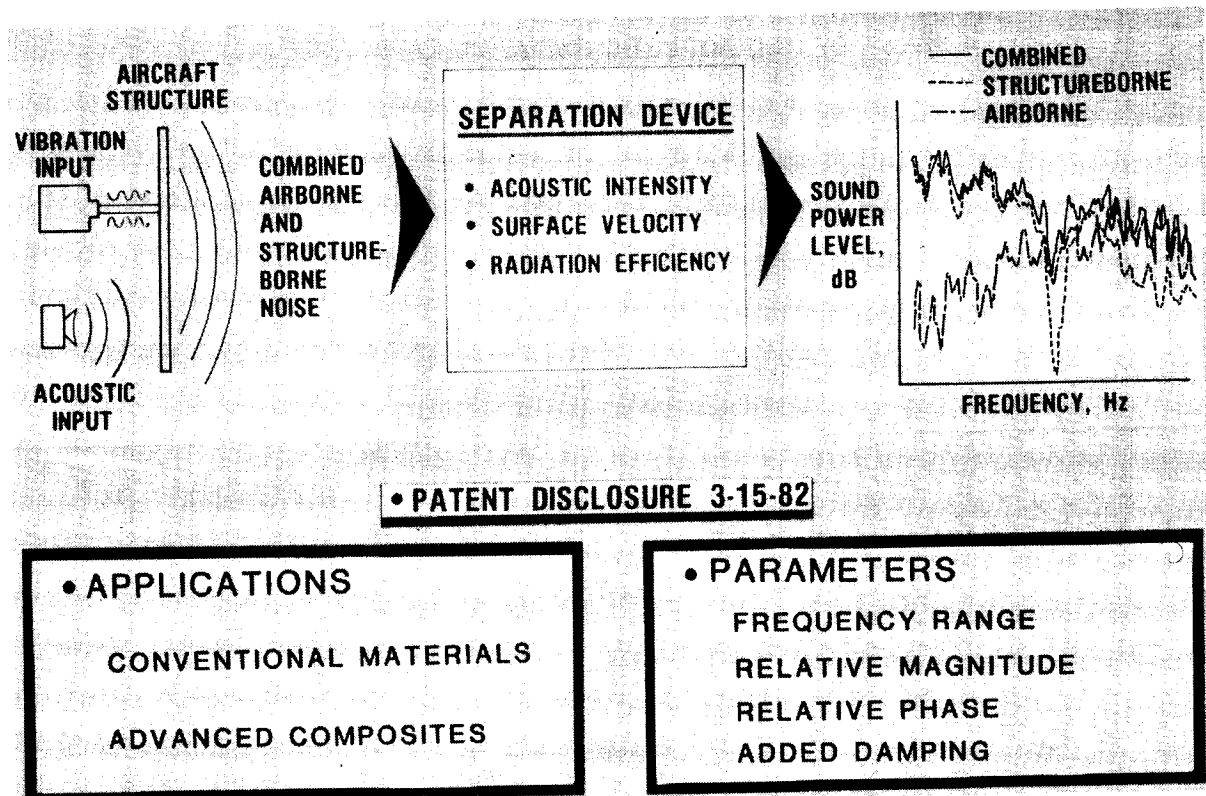 AIRCRAFT
STRUCTURE
VIBRATION
INPUT
ACOUSTIC
INPUT
COMBINED
AIRBORNE
AND
STRUCTURE-
BORNE
NOISE
SEPARATION DEVICE
• ACOUSTIC INTENSITY
• SURFACE VELOCITY
• RADIATION EFFICIENCY
SOUND
POWER
LEVEL,
dB
COMBINED
STRUCTUREBORNE
AIRBORNE
FREQUENCY, Hz
• PATENT DISCLOSURE 3-15-82
• APPLICATIONS
CONVENTIONAL MATERIALS
ADVANCED COMPOSITES
• PARAMETERS
FREQUENCY RANGE
RELATIVE MAGNITUDE
RELATIVE PHASE
ADDED DAMPING